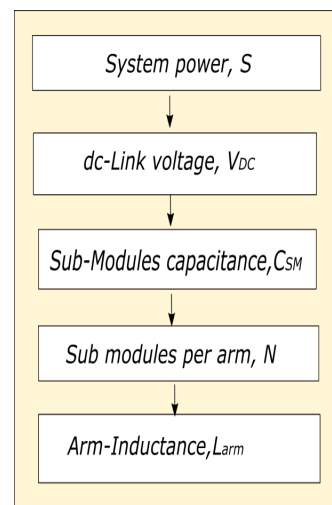 System power, S
dc-Link voltage, VDC
Sub-Modules capacitance,CSM
Sub modules per arm, N
Arm-Inductance,Larm